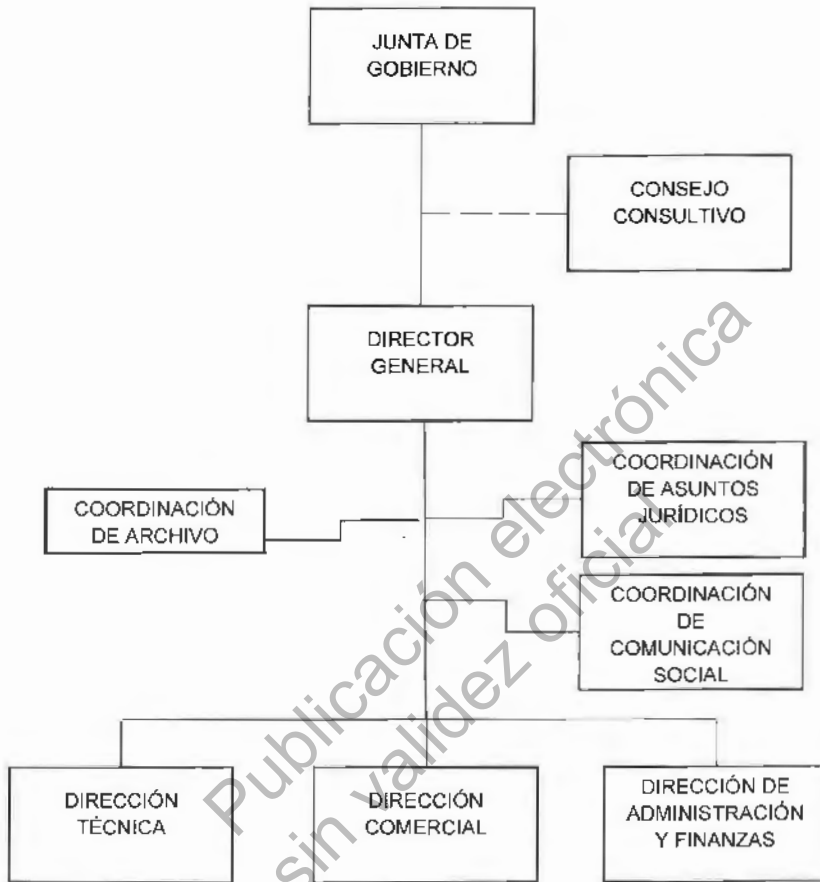 JUNTA DE
GOBIERNO
CONSEJO
CONSULTIVO
DIRECTOR
GENERAL
COORDINACIÓN
DE ASUNTOS
JURÍDICOS
COORDINACIÓN
DE ARCHIVO
COORDINACIÓN
DE
COMUNICACIÓN
SOCIAL
DIRECCIÓN
TÉCNICA
DIRECCIÓN
COMERCIAL
DIRECCIÓN DE
ADMINISTRACIÓN
Y FINANZAS
Publicación electrónica
sin validez oficial